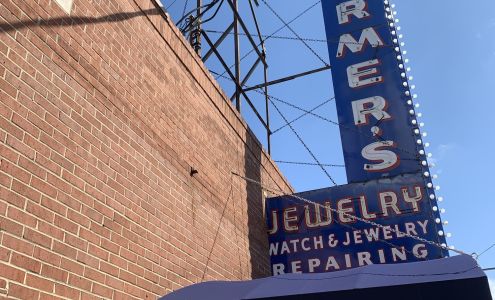 RMER'S
JEWELRY
WATCH & JEWELRY
REPAIRING